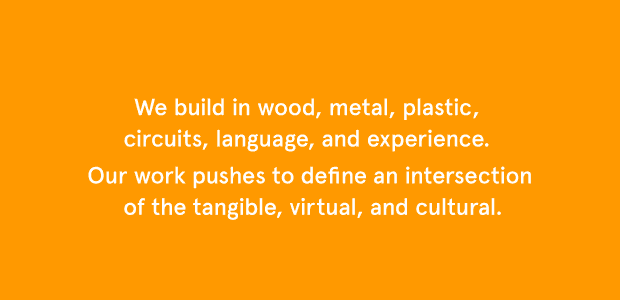 We build in wood, metal, plastic,
circuits, language, and experience.
Our work pushes to define an intersection
of the tangible, virtual, and cultural.